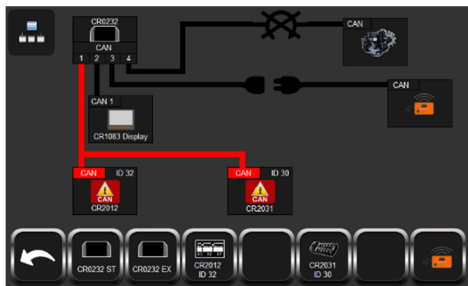 CR0232
CAN
1 2 3 4
CAN
CAN
CAN 1
CR1083 Display
CAN ID 32
CAN
CR2012
CAN ID 30
CAN
CR2031
CR0232 ST
CR0232 EX
CR2012
ID 32
CR2031
ID 30